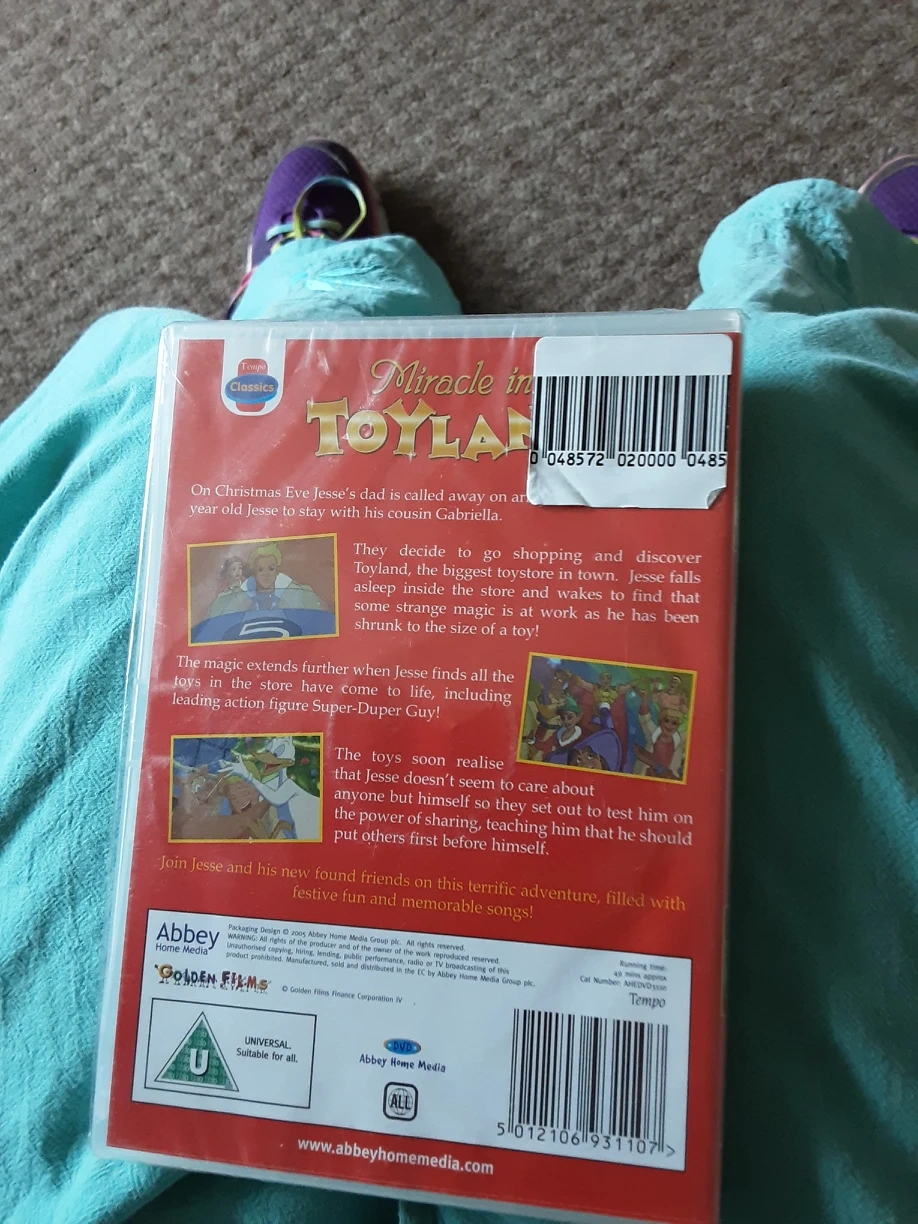 Tempo
Classics
Miracle in
TOYLAN
0 048572 020000 0485
On Christmas Eve Jesse's dad is called away on
year old Jesse to stay with his cousin Gabriella.
They decide to go shopping and discover
Toyland, the biggest toystore in town. Jesse falls
asleep inside the store and wakes to find that
some strange magic is at work as he has been
shrunk to the size of a toy!
5
The magic extends further when Jesse finds all the
toys in the store have come to life, including
leading action figure Super-Duper Guy!
The toys soon realise
that Jesse doesn't seem to care about
anyone but himself so they set out to test him on
the power of sharing, teaching him that he should
put others first before himself.
Join Jesse and his new found friends on this terrific adventure, filled with
festive fun and memorable songs!
Abbey
Home Media
Packaging Design © 2005 Abbey Home Media Group plc. All rights reserved.
WARNING: All rights of the producer and of the owner of the work reproduced reserved.
Unauthorised copying, hiring, lending, public performance, radio or TV broadcasting of this
product prohibited. Manufactured, sold and distributed in the EC by Abbey Home Media Group plc.
Running time:
49 mins approx
Cat Number:
Tempo
GOLDEN FILMS
© Golden Films Finance Corporation IV
U
UNIVERSAL
Suitable for all.
DVD
Abbey Home Media
ALL
5 012106 931107 >
www.abbeyhomemedia.com